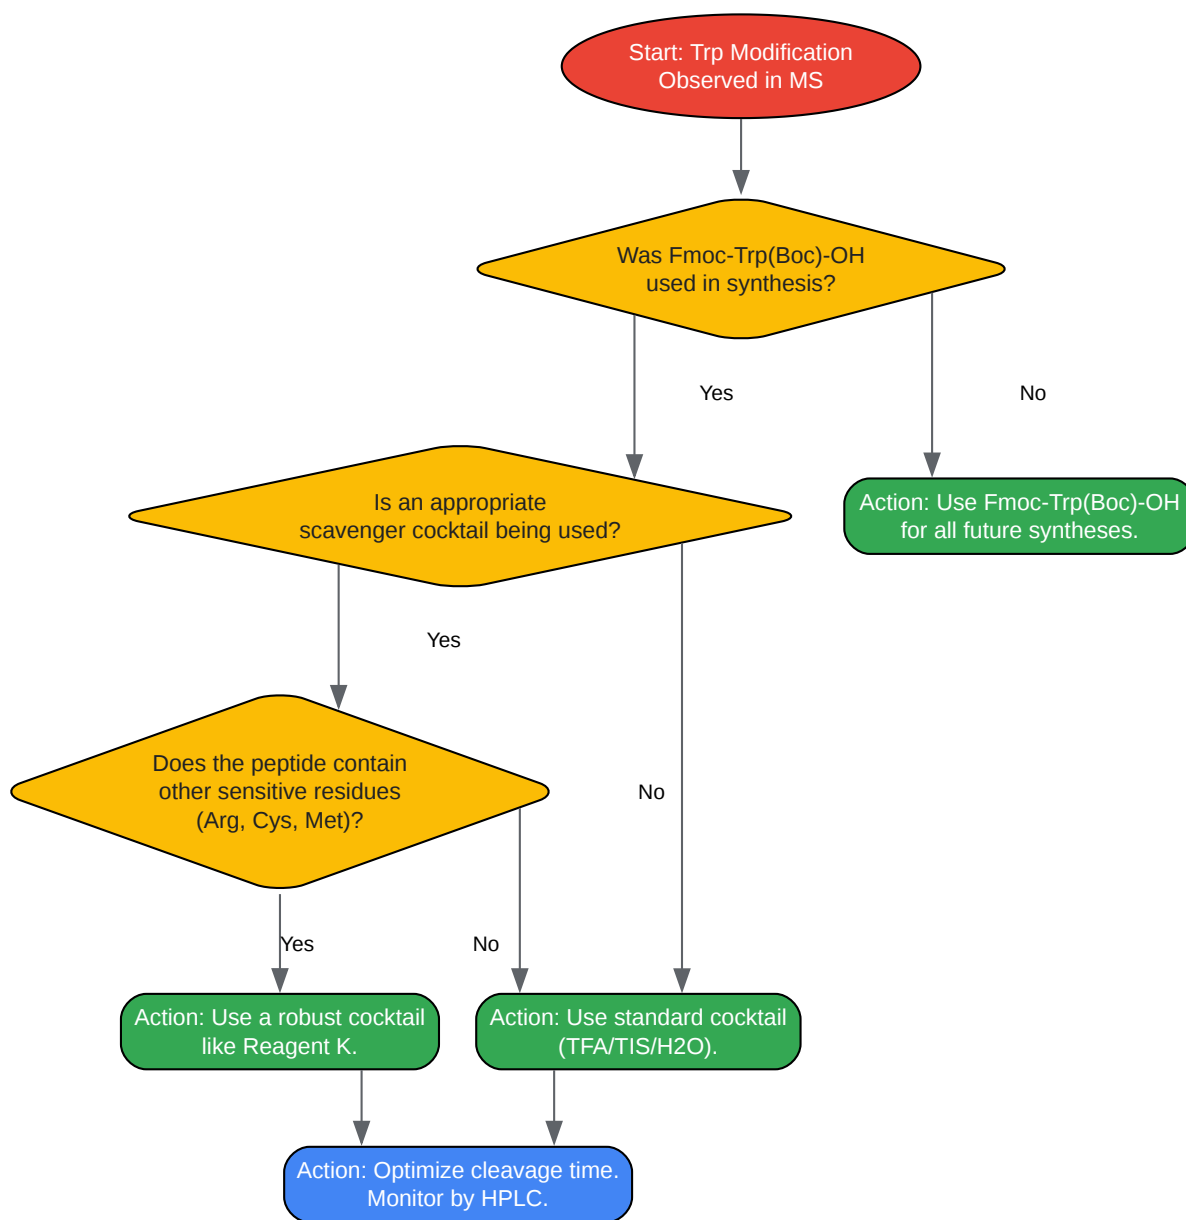 Start: Trp Modification
Observed in MS
Was Fmoc-Trp(Boc)-OH
used in synthesis?
Yes
No
Is an appropriate
scavenger cocktail being used?
Action: Use Fmoc-Trp(Boc)-OH
for all future syntheses.
Yes
Does the peptide contain
other sensitive residues
(Arg, Cys, Met)?
No
Yes
No
Action: Use a robust cocktail
like Reagent K.
Action: Use standard cocktail
(TFA/TIS/H2O).
Action: Optimize cleavage time.
Monitor by HPLC.